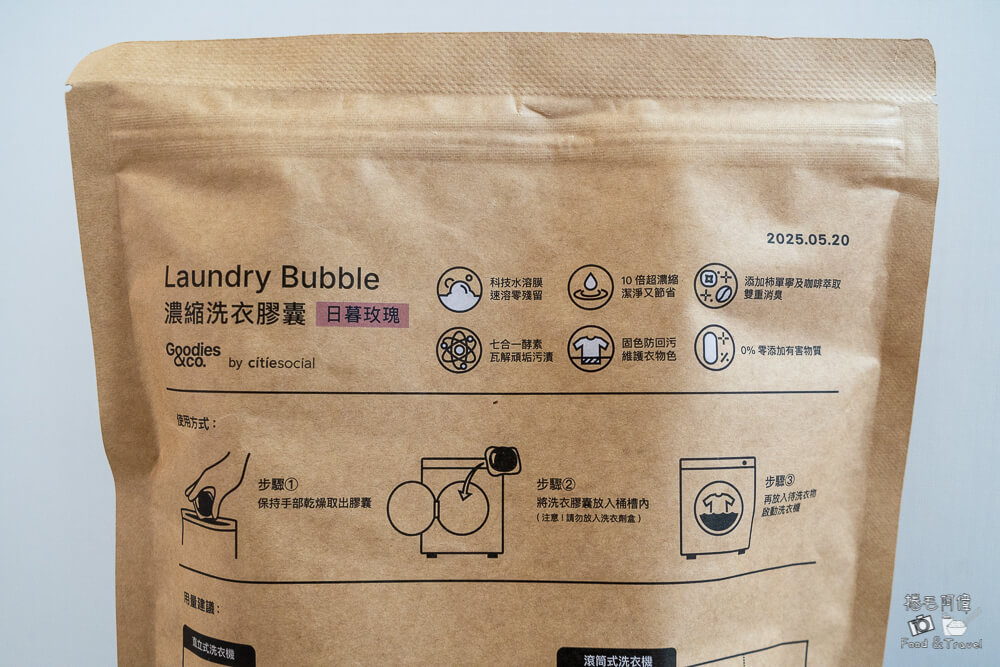 2025.05.20
Laundry Bubble
濃縮洗衣膠囊 日暮玫瑰
Goodies
&co. by citiesocial
科技水溶膜
速溶零殘留
10 倍超濃縮
潔淨又節省
添加柿單寧及咖啡萃取
雙重消臭
七合一酵素
瓦解頑垢污漬
固色防回污
維護衣物色
0% 零添加有害物質
使用方式：
步驟①
保持手部乾燥取出膠囊
步驟②
將洗衣膠囊放入桶槽內
（注意！請勿放入洗衣劑盒）
步驟③
再放入待洗衣物
啟動洗衣機
用量建議：
直立式洗衣機
滾筒式洗衣機
捲毛阿偉
Food & Travel